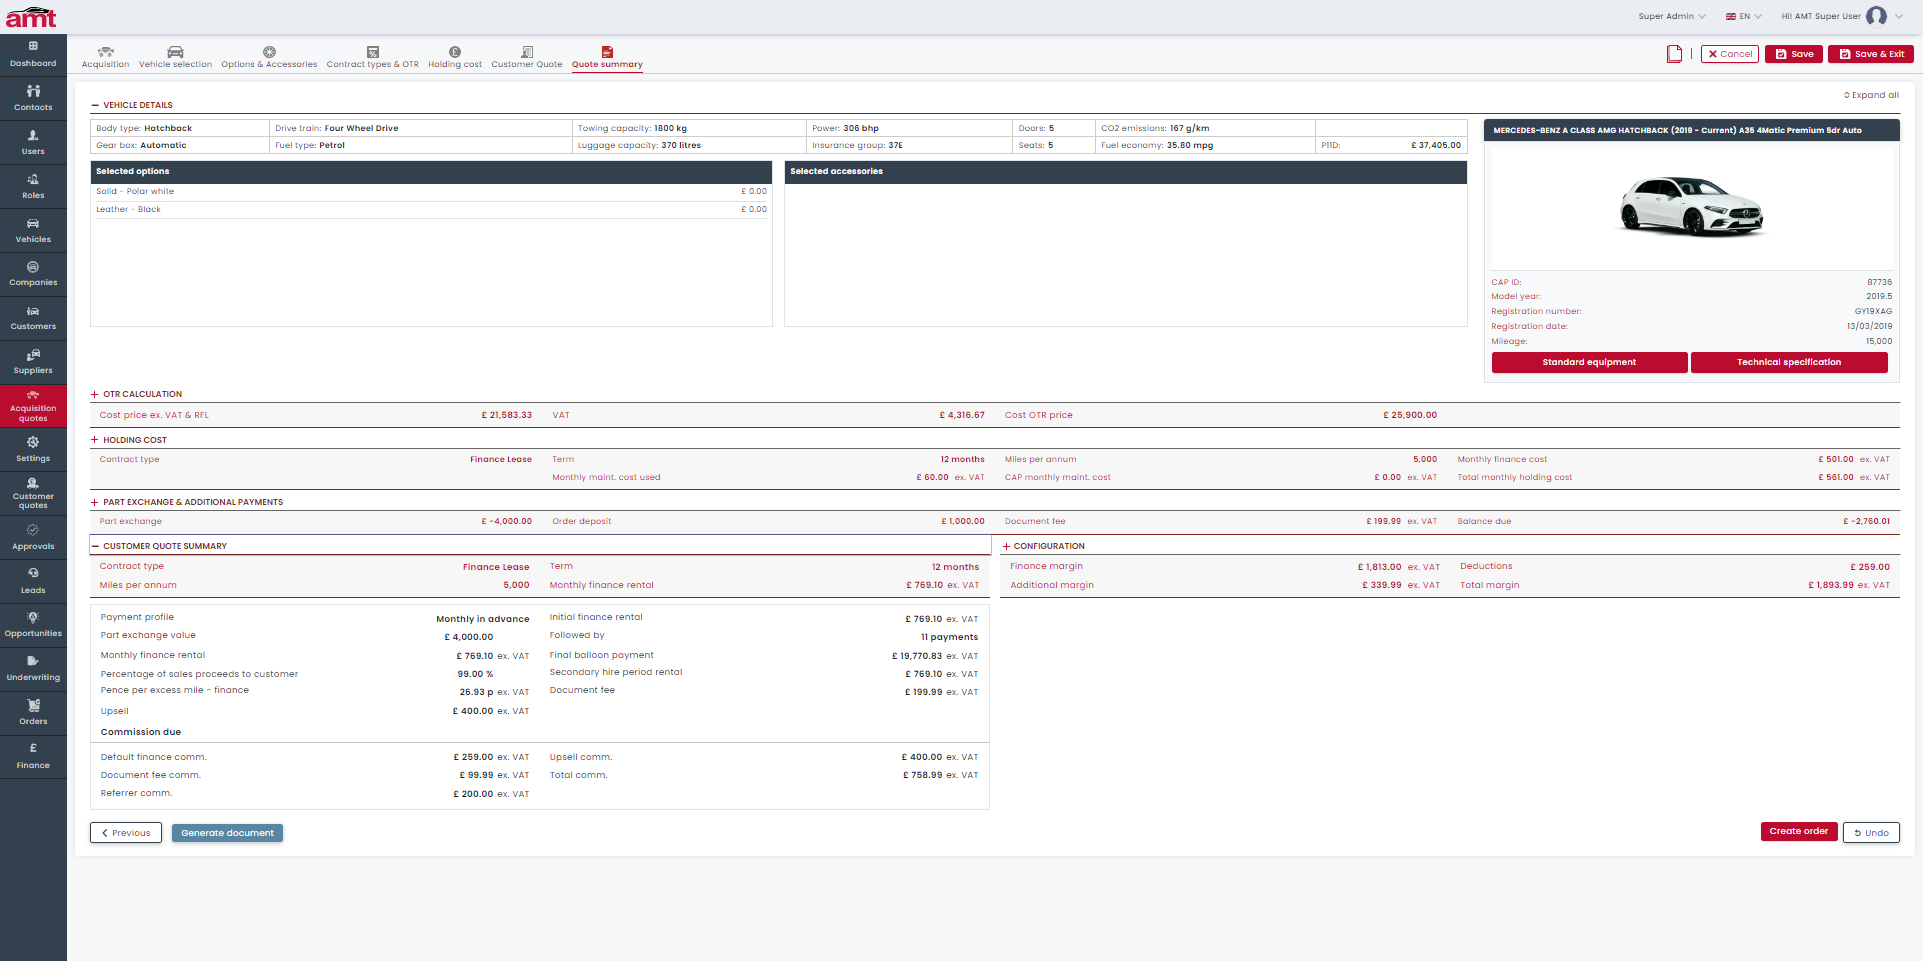 amt
Super Admin
EN
Hi! AMT Super User
Dashboard
Contacts
Users
Roles
Vehicles
Companies
Customers
Suppliers
Acquisition
quotes
Settings
Customer
quotes
Approvals
Leads
Opportunities
Underwriting
Orders
Finance
Acquisition
Vehicle selection
Options & Accessories
Contract types & OTR
Holding cost
Customer Quote
Quote summary
Cancel
Save
Save & Exit
Expand all
VEHICLE DETAILS
Body type: Hatchback Drive train: Four Wheel Drive Towing capacity: 1800 kg Power: 306 bhp Doors: 5 CO2 emissions: 167 g/km
Gear box: Automatic Fuel type: Petrol Luggage capacity: 370 litres Insurance group: 37E Seats: 5 Fuel economy: 35.80 mpg P11D: £ 37,405.00
Selected options
Solid - Polar white £ 0.00
Leather - Black £ 0.00
Selected accessories
MERCEDES-BENZ A CLASS AMG HATCHBACK (2019 - Current) A35 4Matic Premium 5dr Auto
CAP ID: 87736
Model year: 2019.5
Registration number: GY19XAG
Registration date: 13/03/2019
Mileage: 15,000
Standard equipment
Technical specification
OTR CALCULATION
Cost price ex. VAT & RFL £ 21,583.33 VAT £ 4,316.67 Cost OTR price £ 25,900.00
HOLDING COST
Contract type Finance Lease Term 12 months Miles per annum 5,000 Monthly finance cost £ 501.00 ex. VAT
Monthly maint. cost used £ 60.00 ex. VAT CAP monthly maint. cost £ 0.00 ex. VAT Total monthly holding cost £ 561.00 ex. VAT
PART EXCHANGE & ADDITIONAL PAYMENTS
Part exchange £ -4,000.00 Order deposit £ 1,000.00 Document fee £ 199.99 ex. VAT Balance due £ -2,760.01
CUSTOMER QUOTE SUMMARY
Contract type Finance Lease Term 12 months
Miles per annum 5,000 Monthly finance rental £ 769.10 ex. VAT
CONFIGURATION
Finance margin £ 1,813.00 ex. VAT Deductions £ 259.00
Additional margin £ 339.99 ex. VAT Total margin £ 1,893.99 ex. VAT
Payment profile Monthly in advance Initial finance rental £ 769.10 ex. VAT
Part exchange value £ 4,000.00 Followed by 11 payments
Monthly finance rental £ 769.10 ex. VAT Final balloon payment £ 19,770.83 ex. VAT
Percentage of sales proceeds to customer 99.00 % Secondary hire period rental £ 769.10 ex. VAT
Pence per excess mile - finance 26.93 p ex. VAT Document fee £ 199.99 ex. VAT
Upsell £ 400.00 ex. VAT
Commission due
Default finance comm. £ 259.00 ex. VAT Upsell comm. £ 400.00 ex. VAT
Document fee comm. £ 99.99 ex. VAT Total comm. £ 758.99 ex. VAT
Referrer comm. £ 200.00 ex. VAT
Previous
Generate document
Create order
Undo